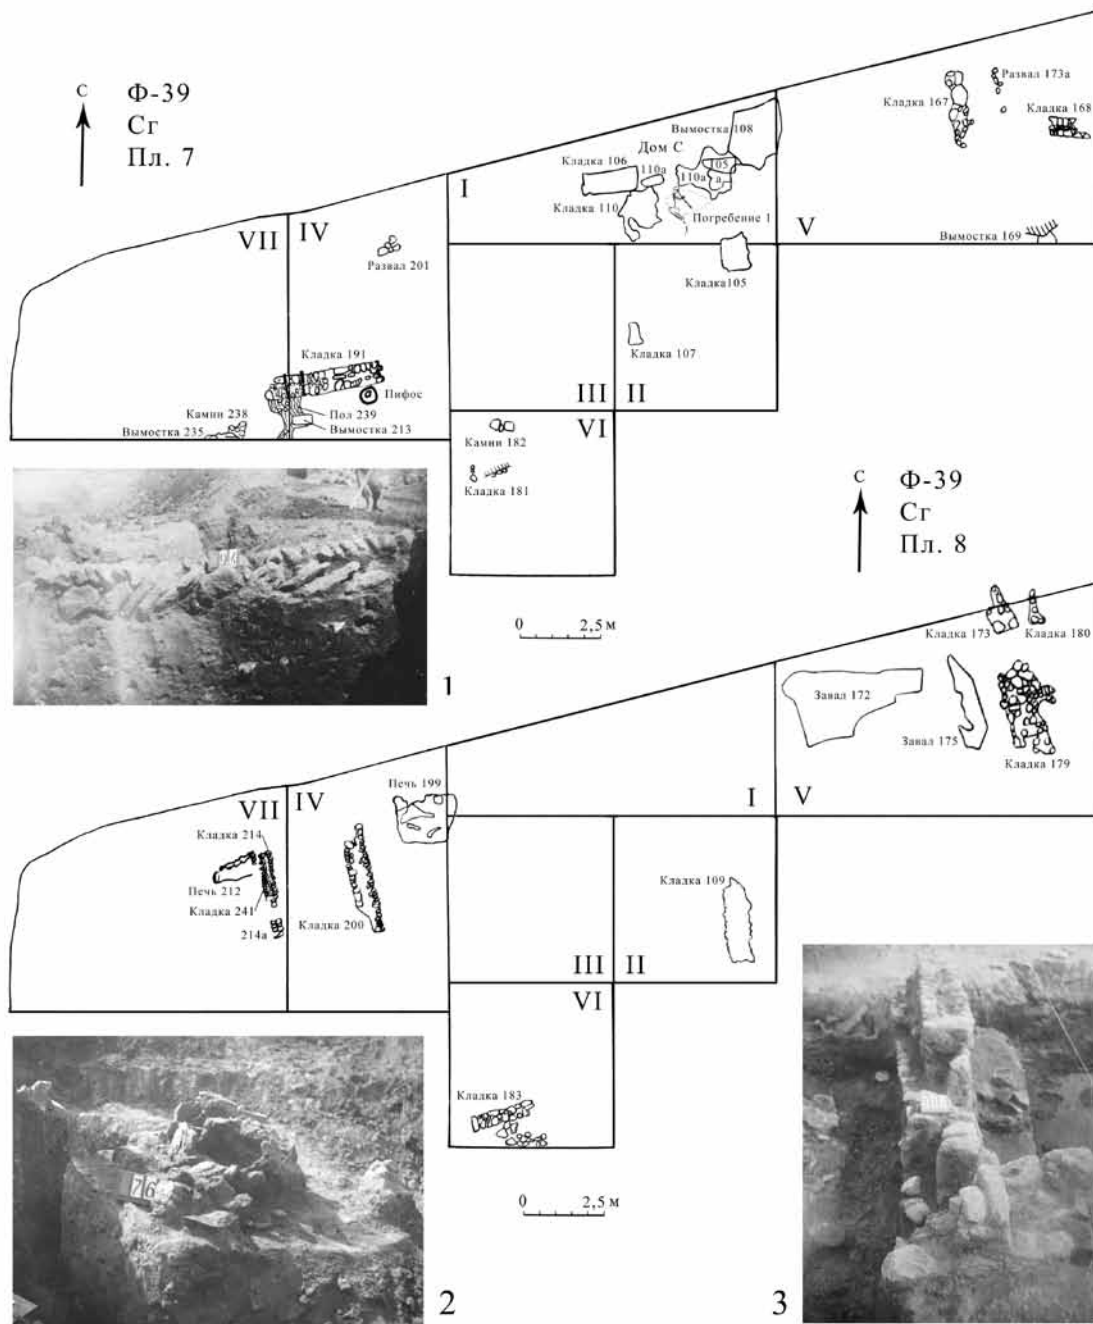 С
Ф-39
Сг
Пл. 7
Развал 173а
Кладка 167
Кладка 168
Вымостка 108
Дом С
Кладка 106
110а
105
110а
а
I
Кладка 110
Погребение 1
V
VII
IV
Вымостка 169
Развал 201
Кладка105
Кладка 191
Кладка 107
Пифос
III
II
Камни 238
Пол 239
Вымостка 235
Вымостка 213
VI
Камни 182
Кладка 181
С
Ф-39
Сг
Пл. 8
0 2,5 м
1
Кладка 173
Кладка 180
Завал 172
Завал 175
Кладка 179
Печь 199
VII
IV
I
V
Кладка 214
Печь 212
Кладка 241
214а
Кладка 200
Кладка 109
III
II
VI
Кладка 183
76
0 2,5 м
2
3